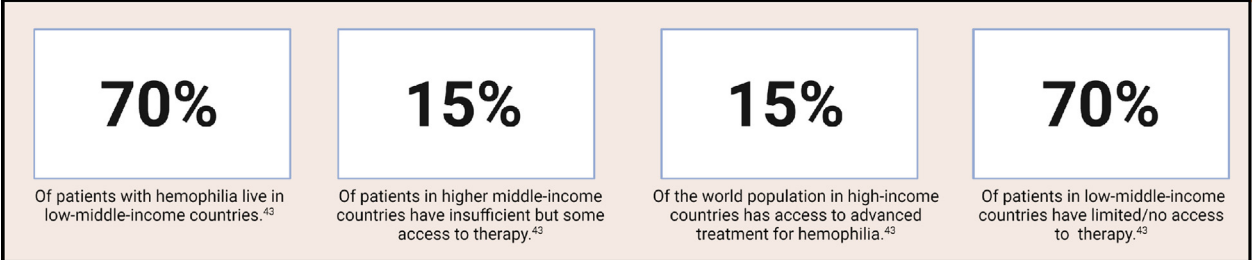 70%
Of patients with hemophilia live in
low-middle-income countries.43
15%
Of patients in higher middle-income
countries have insufficient but some
access to therapy.43
15%
Of the world population in high-income
countries has access to advanced
treatment for hemophilia.43
70%
Of patients in low-middle-income
countries have limited/no access
to therapy.43